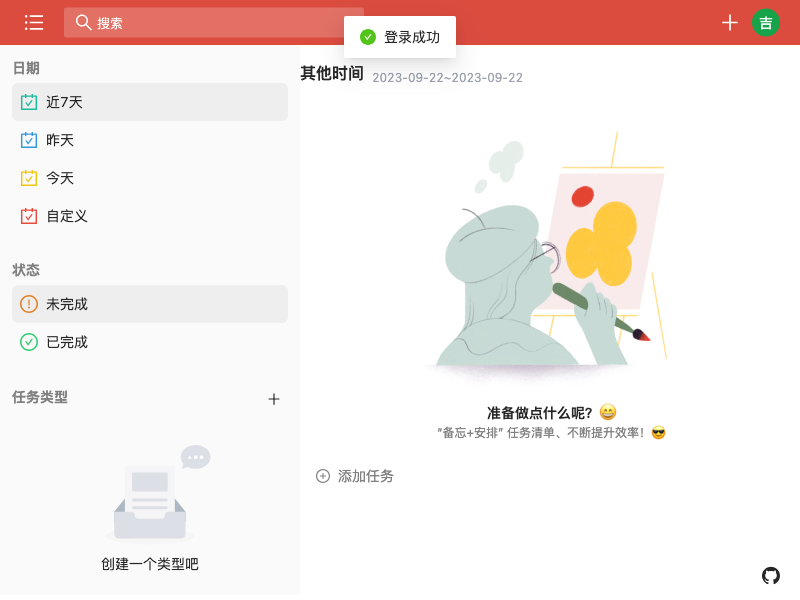 搜索
登录成功
吉
日期
近7天
昨天
今天
自定义
状态
未完成
已完成
任务类型
创建一个类型吧
其他时间 2023-09-22~2023-09-22
准备做点什么呢? 😄
"备忘+安排" 任务清单、不断提升效率! 😎
添加任务